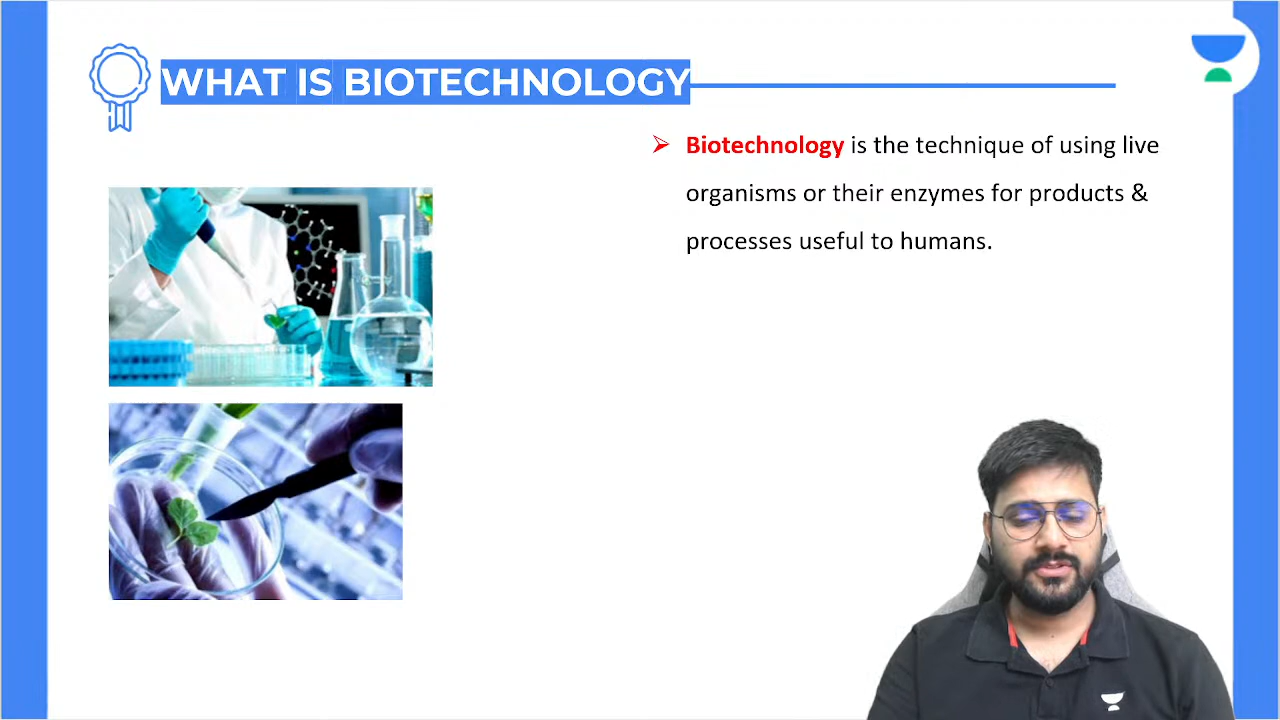 WHAT IS BIOTECHNOLOGY
➢ Biotechnology is the technique of using live
organisms or their enzymes for products &
processes useful to humans.